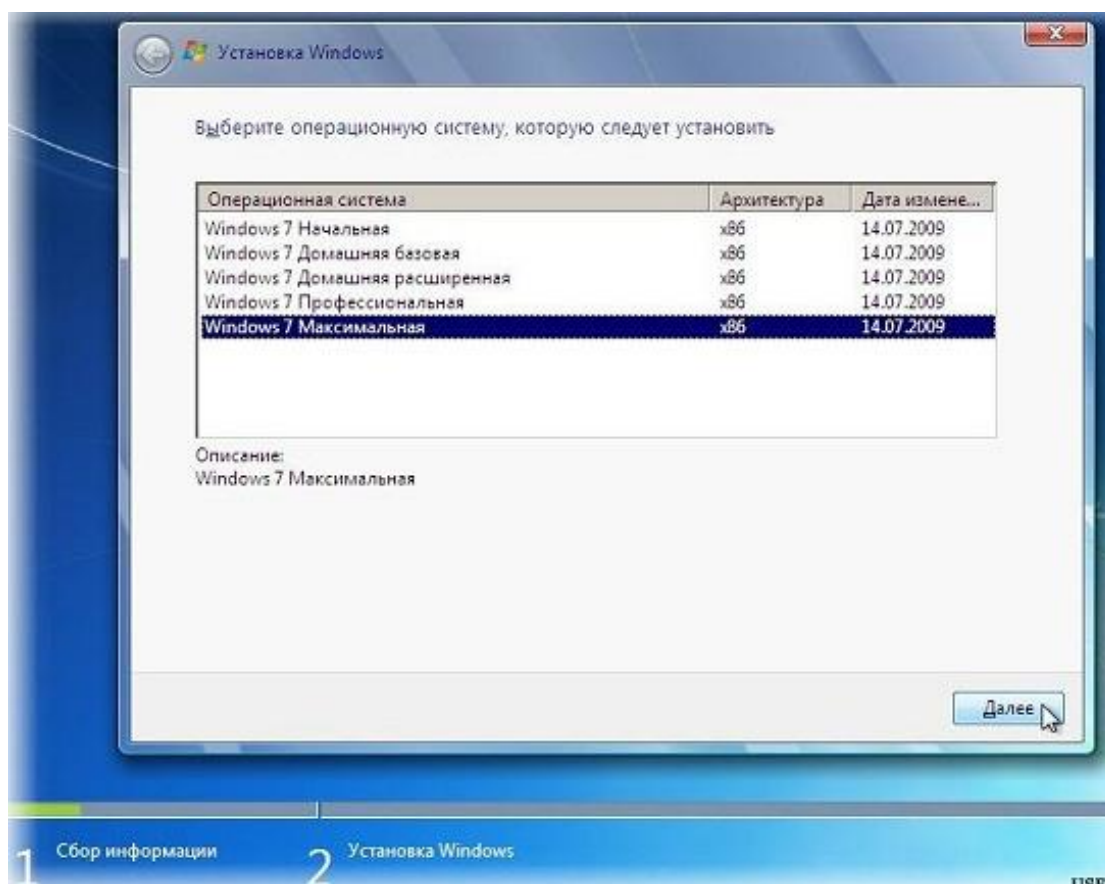 Установка Windows
Выберите операционную систему, которую следует установить
Операционная система Архитектура Дата измене...
Windows 7 Начальная x86 14.07.2009
Windows 7 Домашняя базовая x86 14.07.2009
Windows 7 Домашняя расширенная x86 14.07.2009
Windows 7 Профессиональная x86 14.07.2009
Windows 7 Максимальная x86 14.07.2009
Описание:
Windows 7 Максимальная
Далее
1 Сбор информации 2 Установка Windows